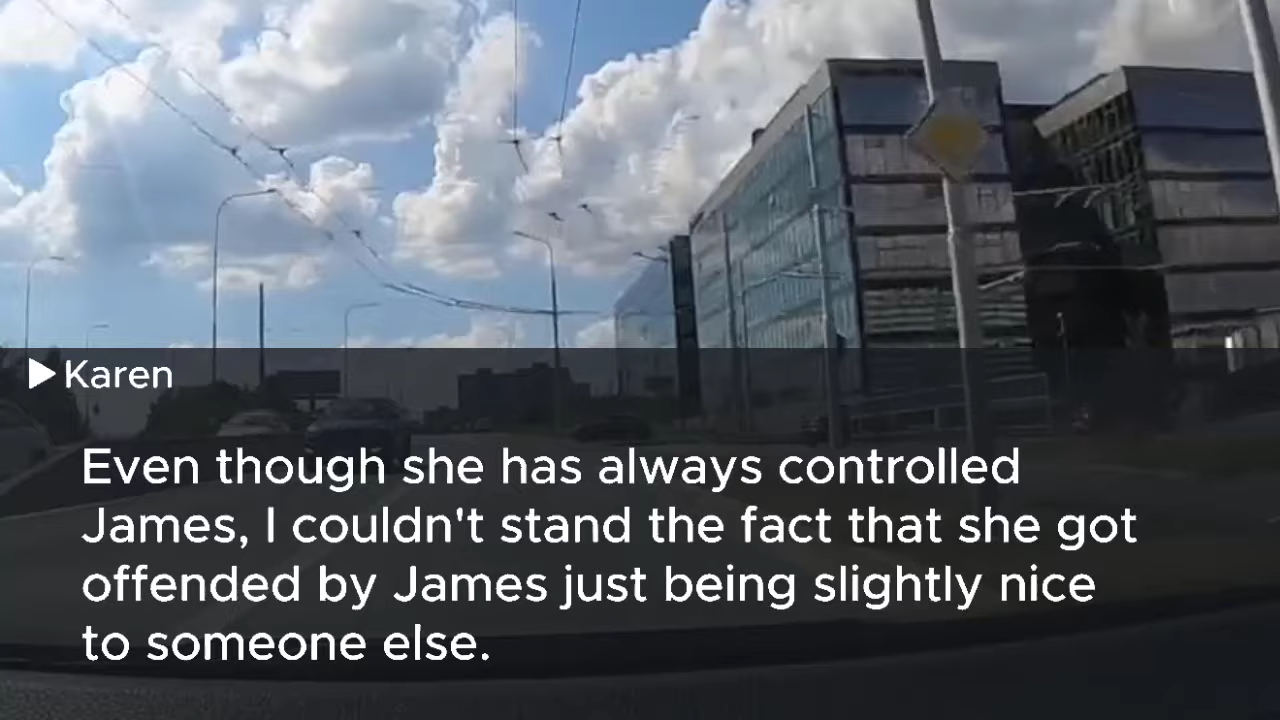 Karen
Even though she has always controlled
James, I couldn't stand the fact that she got
offended by James just being slightly nice
to someone else.